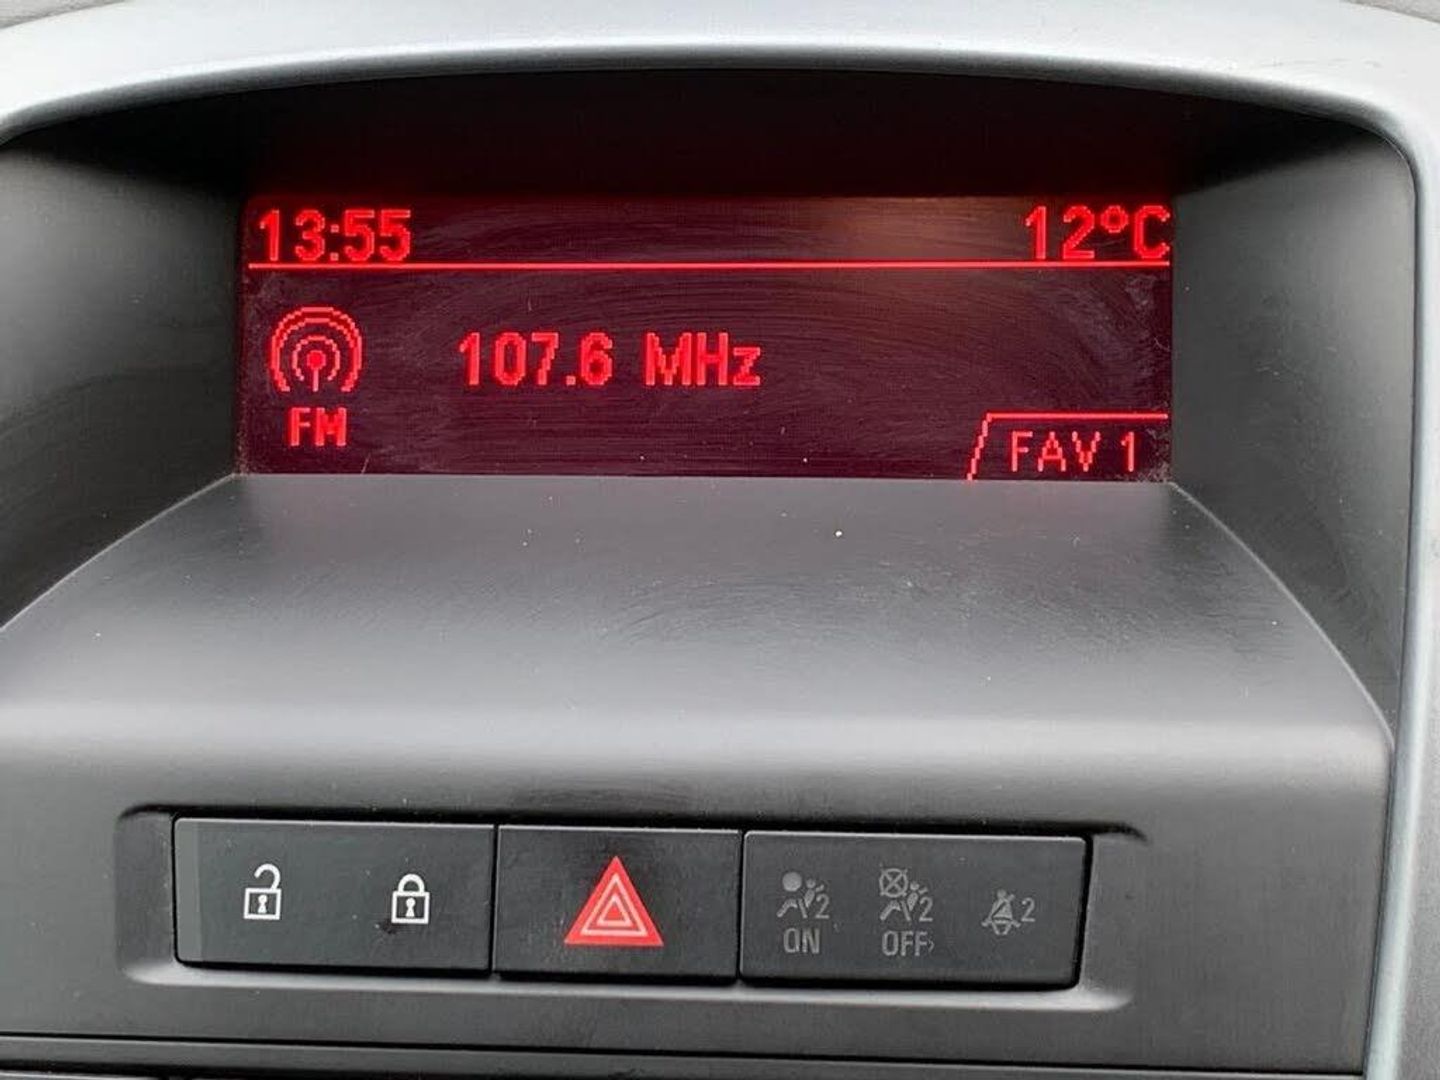 13:55 12°C
107.6 MHz
FM
FAV 1
2 2 2
ON OFF